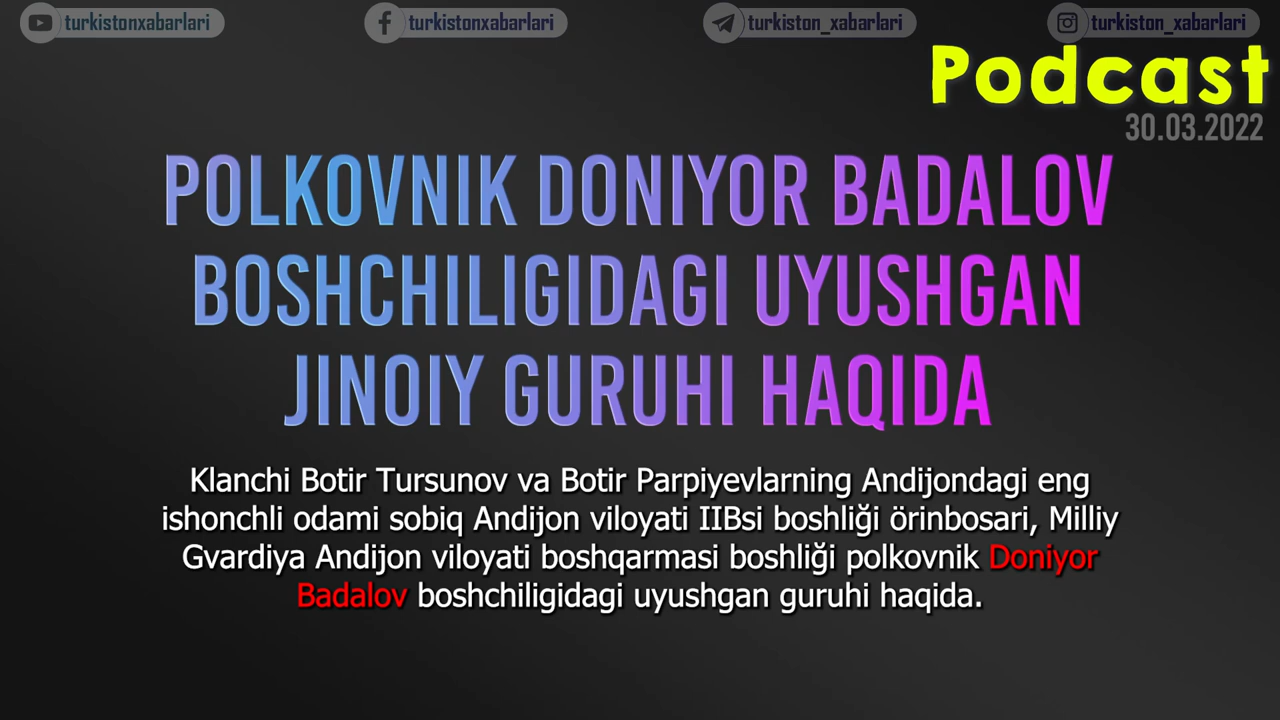 turkistonxabarlari
turkistonxabarlari
turkiston_xabarlari
turkiston_xabarlari
Podcast
30.03.2022
POLKOVNIK DONIYOR BADALOV
BOSHCHILIGIDAGI UYUSHGAN
JINOIY GURUHI HAQIDA
Klanchi Botir Tursunov va Botir Parpiyevlarning Andijondagi eng
ishonchli odami sobiq Andijon viloyati IIBsi boshliği örinbosari, Milliy
Gvardiya Andijon viloyati boshqarmasi boshliği polkovnik Doniyor
Badalov boshchiligidagi uyushgan guruhi haqida.